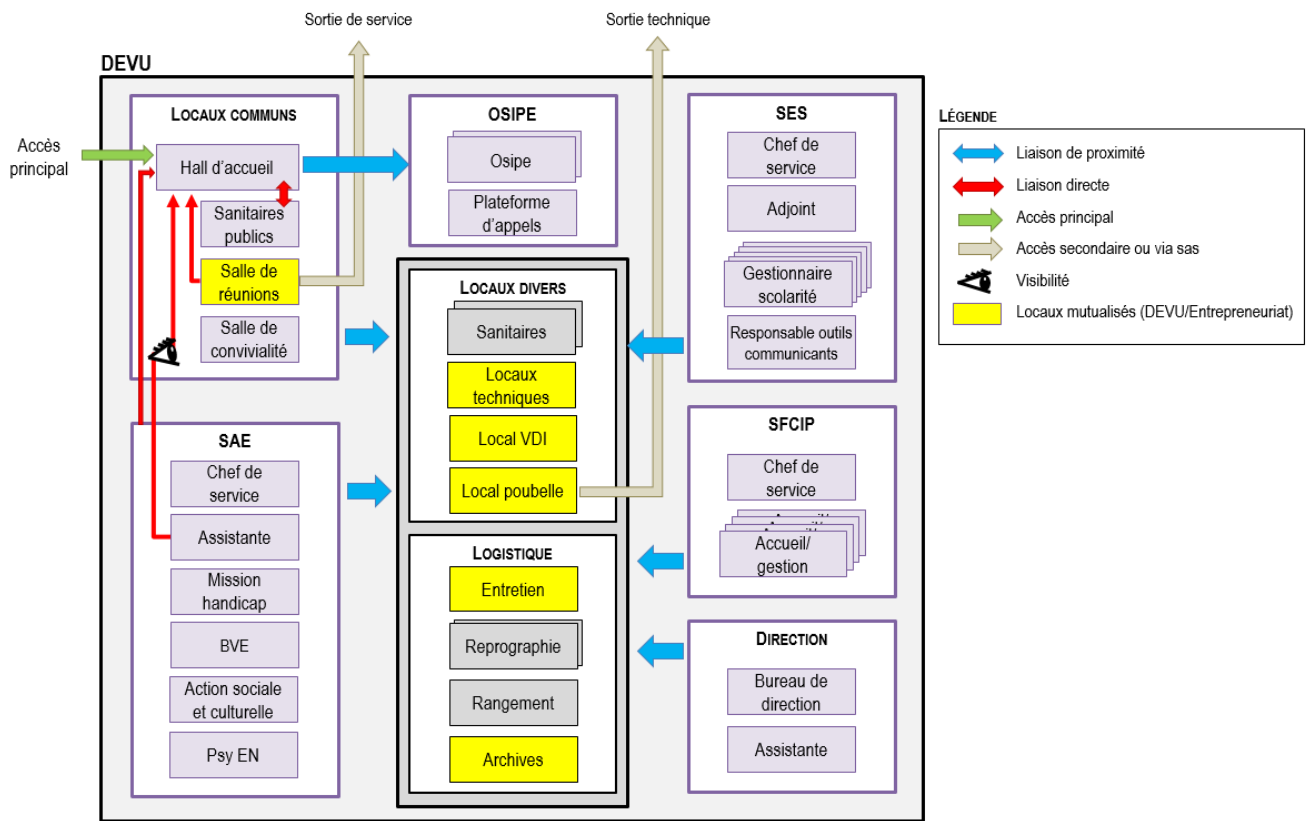 Sortie de service
Sortie technique
DEVU
Accès
principal
LOCAUX COMMUNS
Hall d'accueil
Sanitaires
publics
Salle de
réunions
Salle de
convivialité
SAE
Chef de
service
Assistante
Mission
handicap
BVE
Action sociale
et culturelle
Psy EN
OSIPE
Osipe
Plateforme
d'appels
LOCAUX DIVERS
Sanitaires
Locaux
techniques
Local VDI
Local poubelle
LOGISTIQUE
Entretien
Reprographie
Rangement
Archives
SES
Chef de
service
Adjoint
Gestionnaire
scolarité
Responsable outils
communicants
SFCIP
Chef de
service
Accueil/
gestion
DIRECTION
Bureau de
direction
Assistante
LÉGENDE
Liaison de proximité
Liaison directe
Accès principal
Accès secondaire ou via sas
Visibilité
Locaux mutualisés (DEVU/Entrepreneuriat)